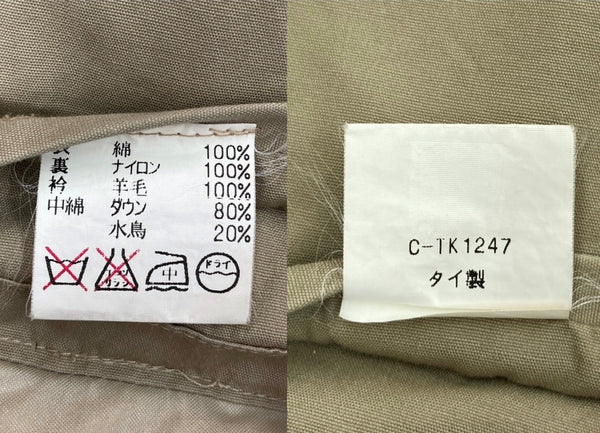 綿 100%
裏 ナイロン 100%
衿 羊毛 100%
中綿 ダウン 80%
水鳥 20%
中 ドライ
C-TK1247
タイ製